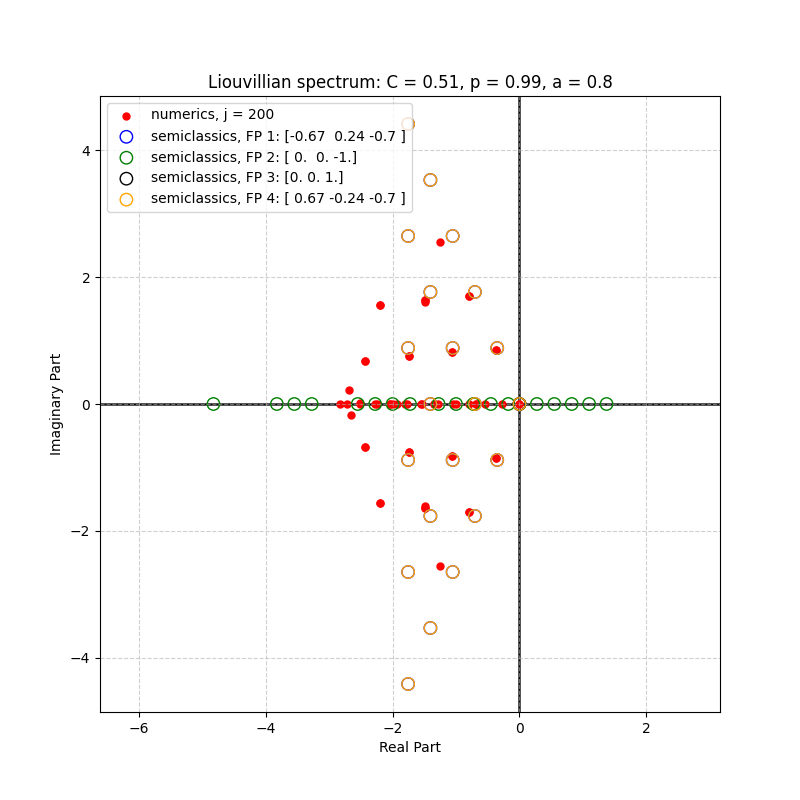 Liouvillian spectrum: C = 0.51, p = 0.99, a = 0.8
numerics, j = 200
semiclassics, FP 1: [-0.67  0.24 -0.7 ]
semiclassics, FP 2: [ 0.  0. -1.]
semiclassics, FP 3: [0. 0. 1.]
semiclassics, FP 4: [ 0.67 -0.24 -0.7 ]
4
2
0
−2
−4
Imaginary Part
−6 −4 −2 0 2
Real Part